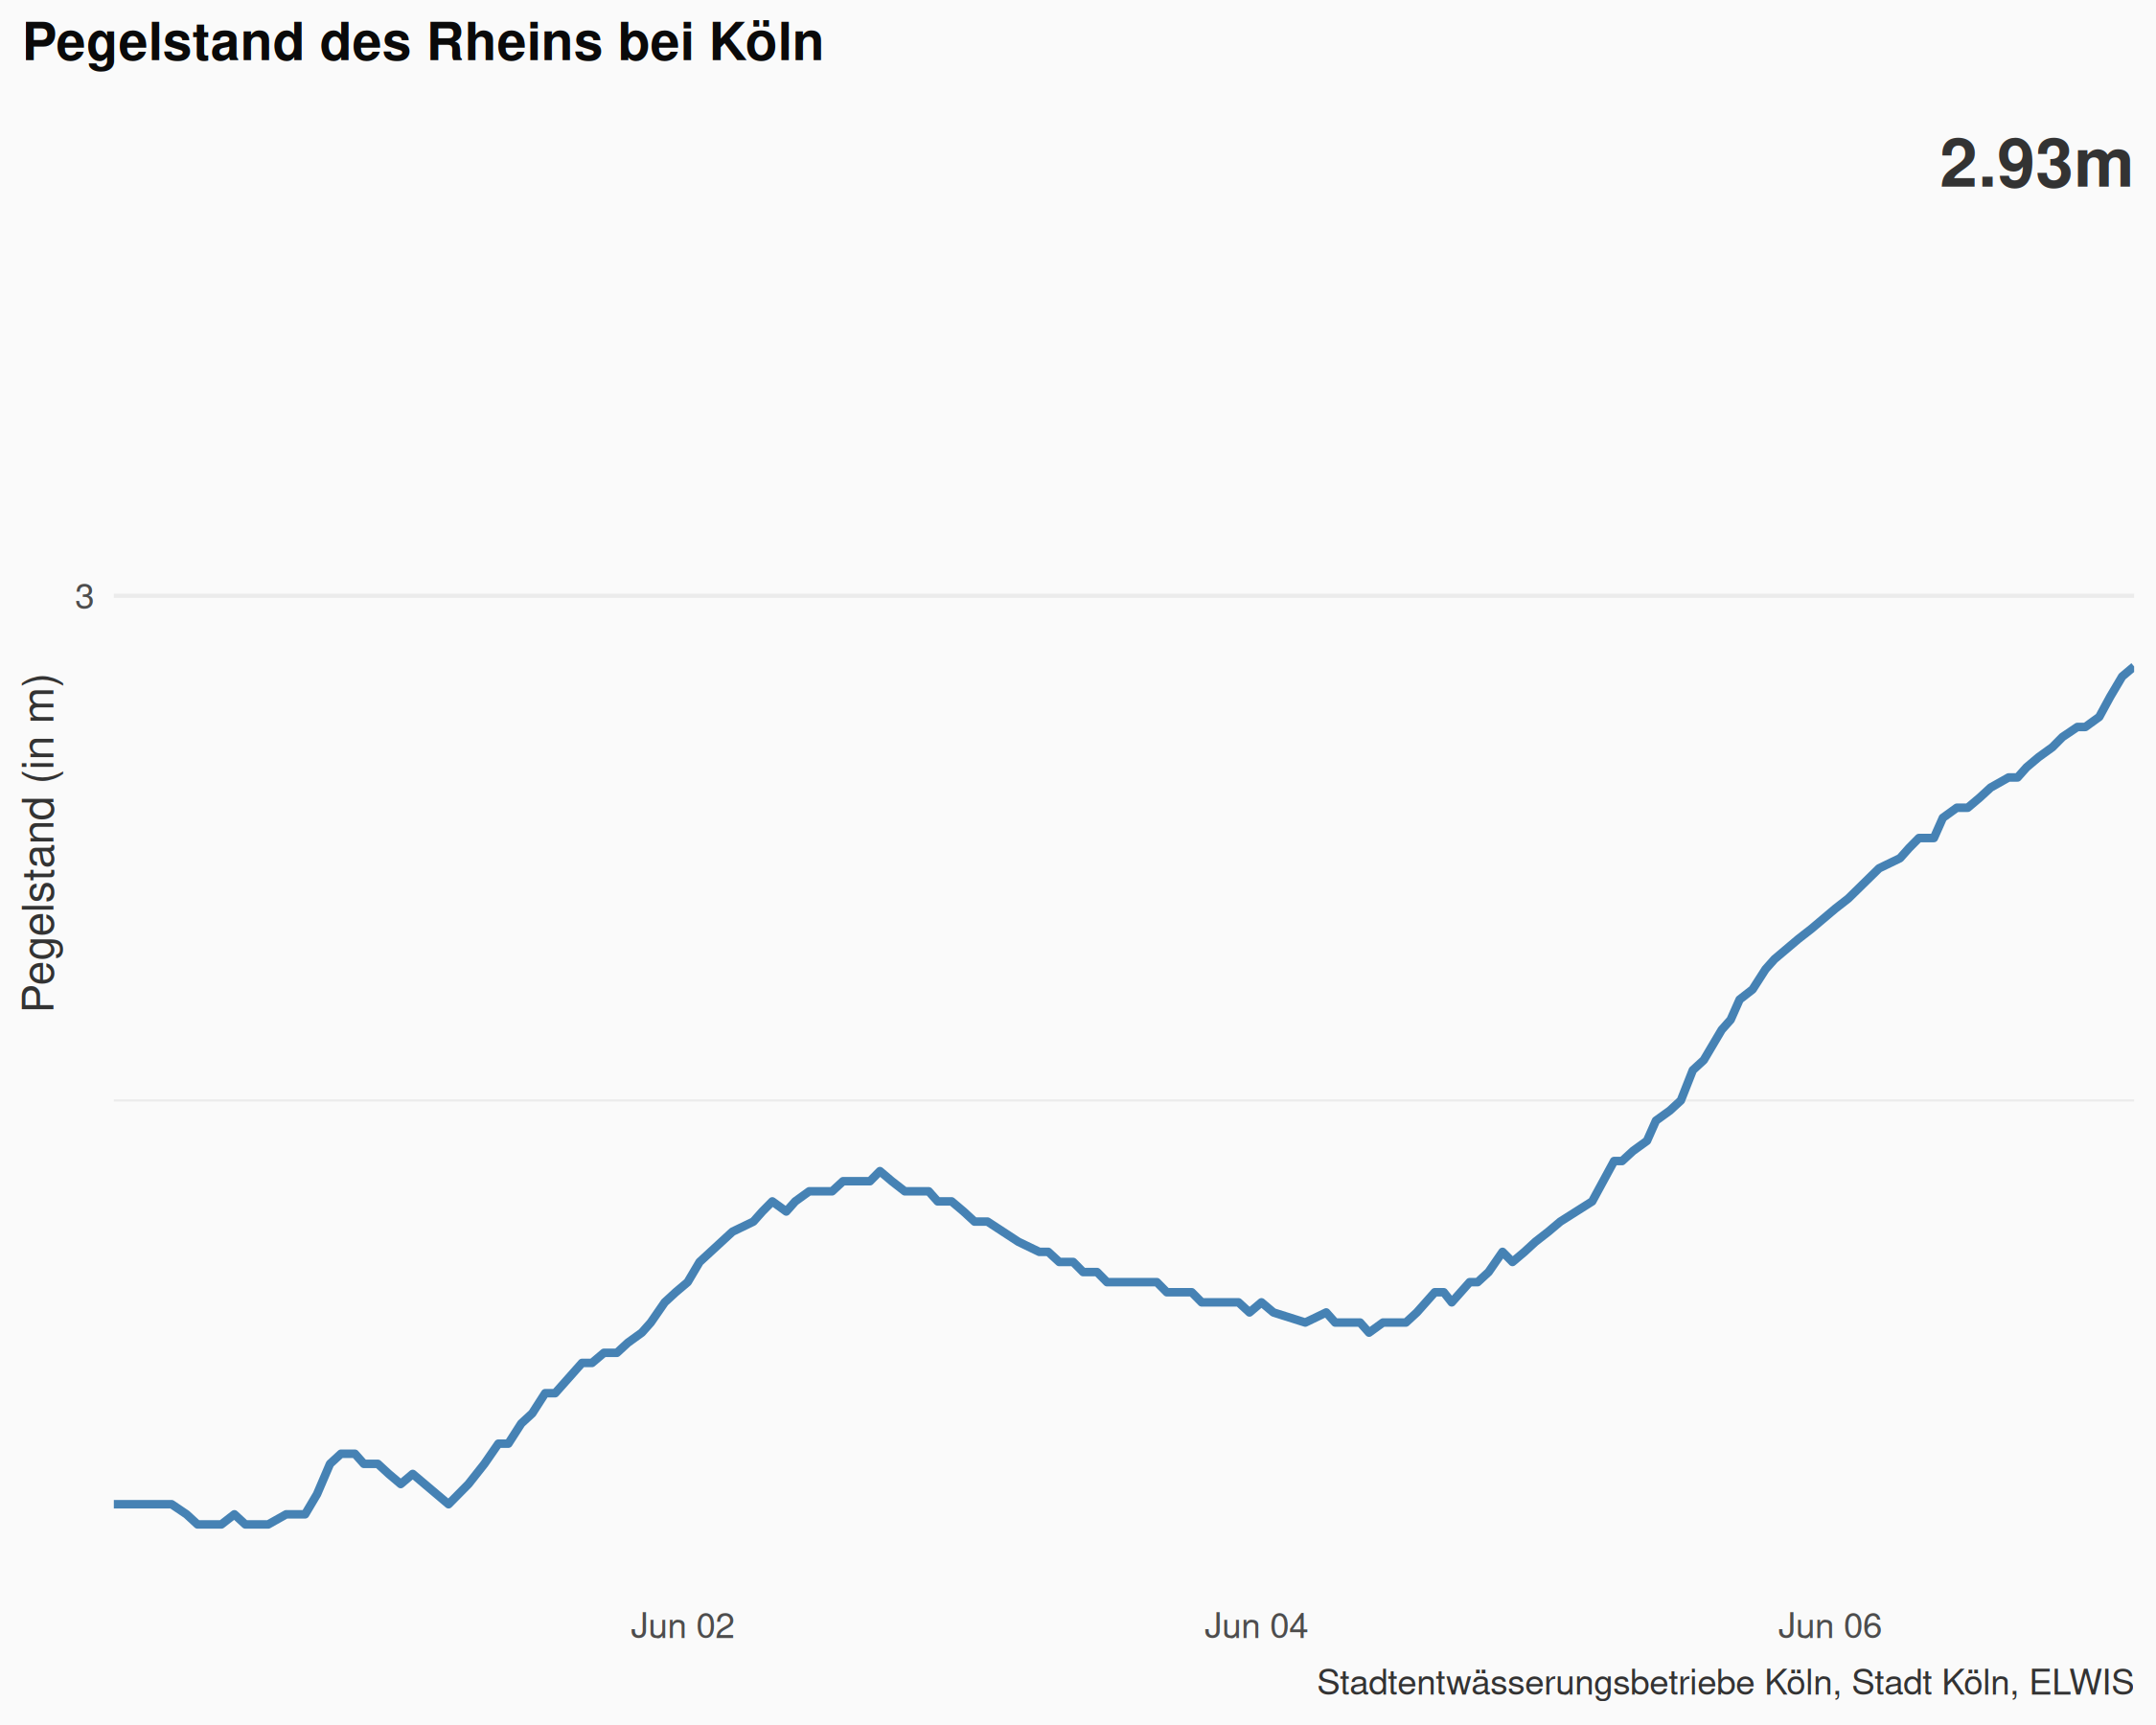 Pegelstand des Rheins bei Köln
2.93m
3
Pegelstand (in m)
Jun 02
Jun 04
Jun 06
Stadtentwässerungsbetriebe Köln, Stadt Köln, ELWIS